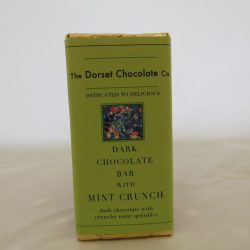 The Dorset Chocolate Co
DEDICATED TO DELICIOUS
DARK
CHOCOLATE
BAR
WITH
MINT CRUNCH
dark chocolate with
crunchy mint sprinkles